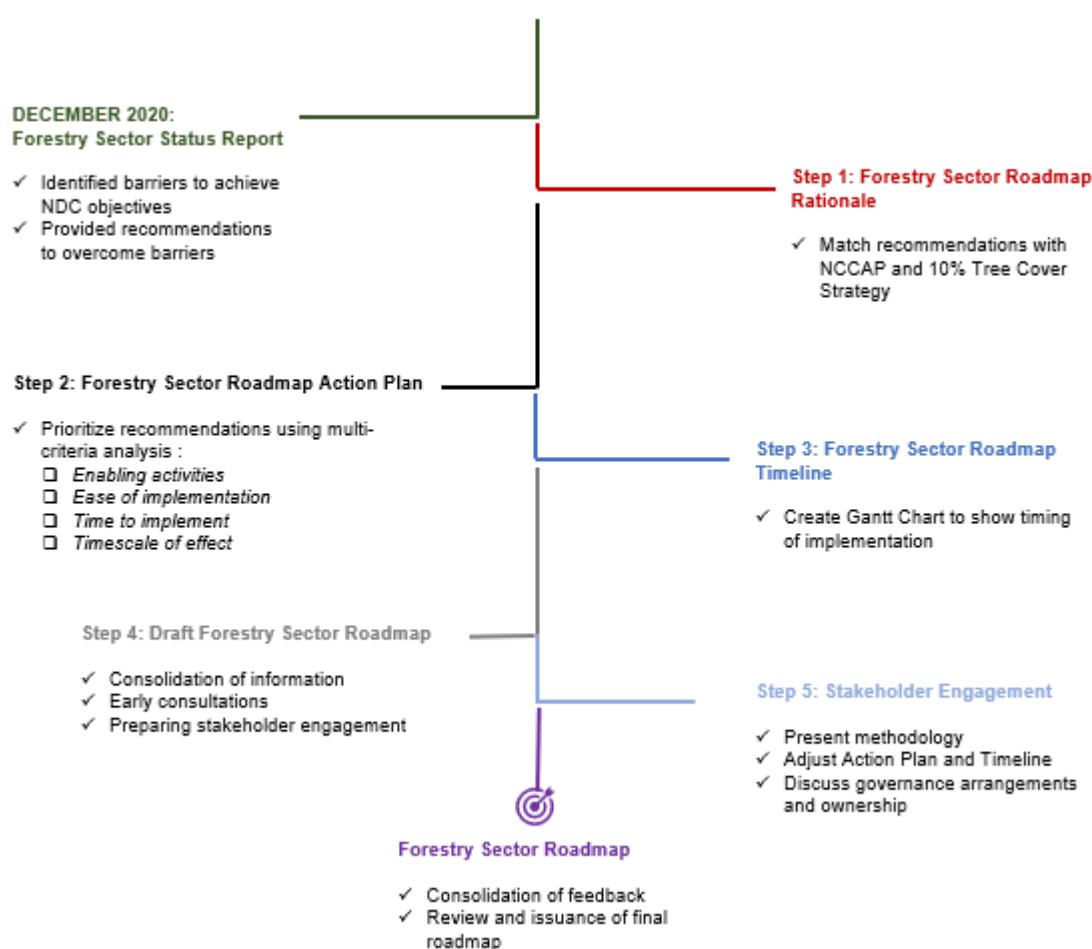 DECEMBER 2020:
Forestry Sector Status Report
✓ Identified barriers to achieve
NDC objectives
✓ Provided recommendations
to overcome barriers
Step 1: Forestry Sector Roadmap
Rationale
✓ Match recommendations with
NCCAP and 10% Tree Cover
Strategy
Step 2: Forestry Sector Roadmap Action Plan
✓ Prioritize recommendations using multi-
criteria analysis :
❑ Enabling activities
❑ Ease of implementation
❑ Time to implement
❑ Timescale of effect
Step 3: Forestry Sector Roadmap
Timeline
✓ Create Gantt Chart to show timing
of implementation
Step 4: Draft Forestry Sector Roadmap
✓ Consolidation of information
✓ Early consultations
✓ Preparing stakeholder engagement
Step 5: Stakeholder Engagement
✓ Present methodology
✓ Adjust Action Plan and Timeline
✓ Discuss governance arrangements
and ownership
Forestry Sector Roadmap
✓ Consolidation of feedback
✓ Review and issuance of final
roadmap